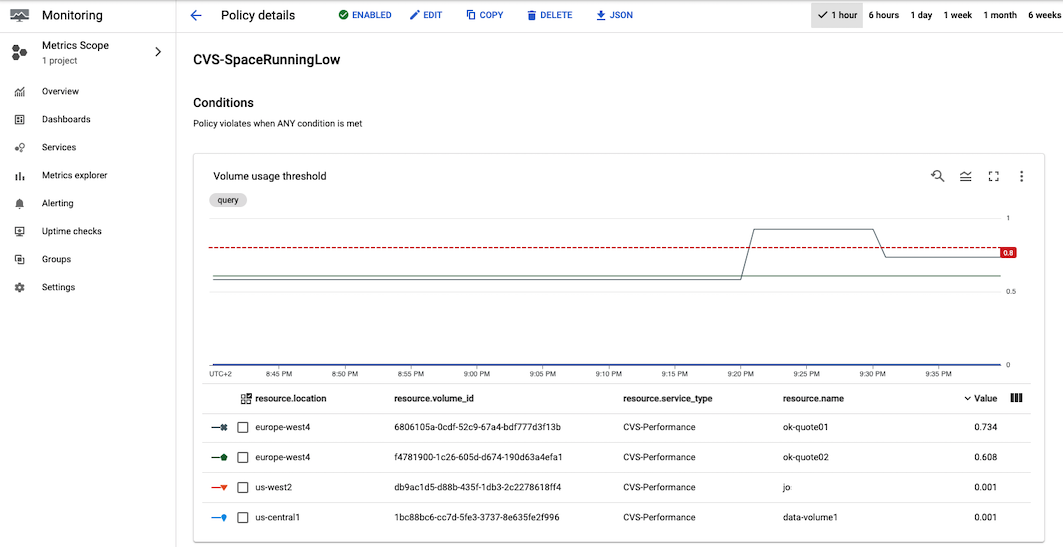 Monitoring
Policy details
ENABLED
EDIT
COPY
DELETE
JSON
1 hour
6 hours
1 day
1 week
1 month
6 weeks
Metrics Scope
1 project
Overview
Dashboards
Services
Metrics explorer
Alerting
Uptime checks
Groups
Settings
CVS-SpaceRunningLow
Conditions
Policy violates when ANY condition is met
Volume usage threshold
query
1
0.8
0.5
0
UTC+2 8:45 PM 8:50 PM 8:55 PM 9:00 PM 9:05 PM 9:10 PM 9:15 PM 9:20 PM 9:25 PM 9:30 PM 9:35 PM
resource.location resource.volume_id resource.service_type resource.name Value
europe-west4 6806105a-0cdf-52c9-67a4-bdf777d3f13b CVS-Performance ok-quote01 0.734
europe-west4 f4781900-1c26-605d-d674-190d63a4efa1 CVS-Performance ok-quote02 0.608
us-west2 db9ac1d5-d88b-435f-1db3-2c2278618ff4 CVS-Performance jo 0.001
us-central1 1bc88bc6-cc7d-5fe3-3737-8e635fe2f996 CVS-Performance data-volume1 0.001